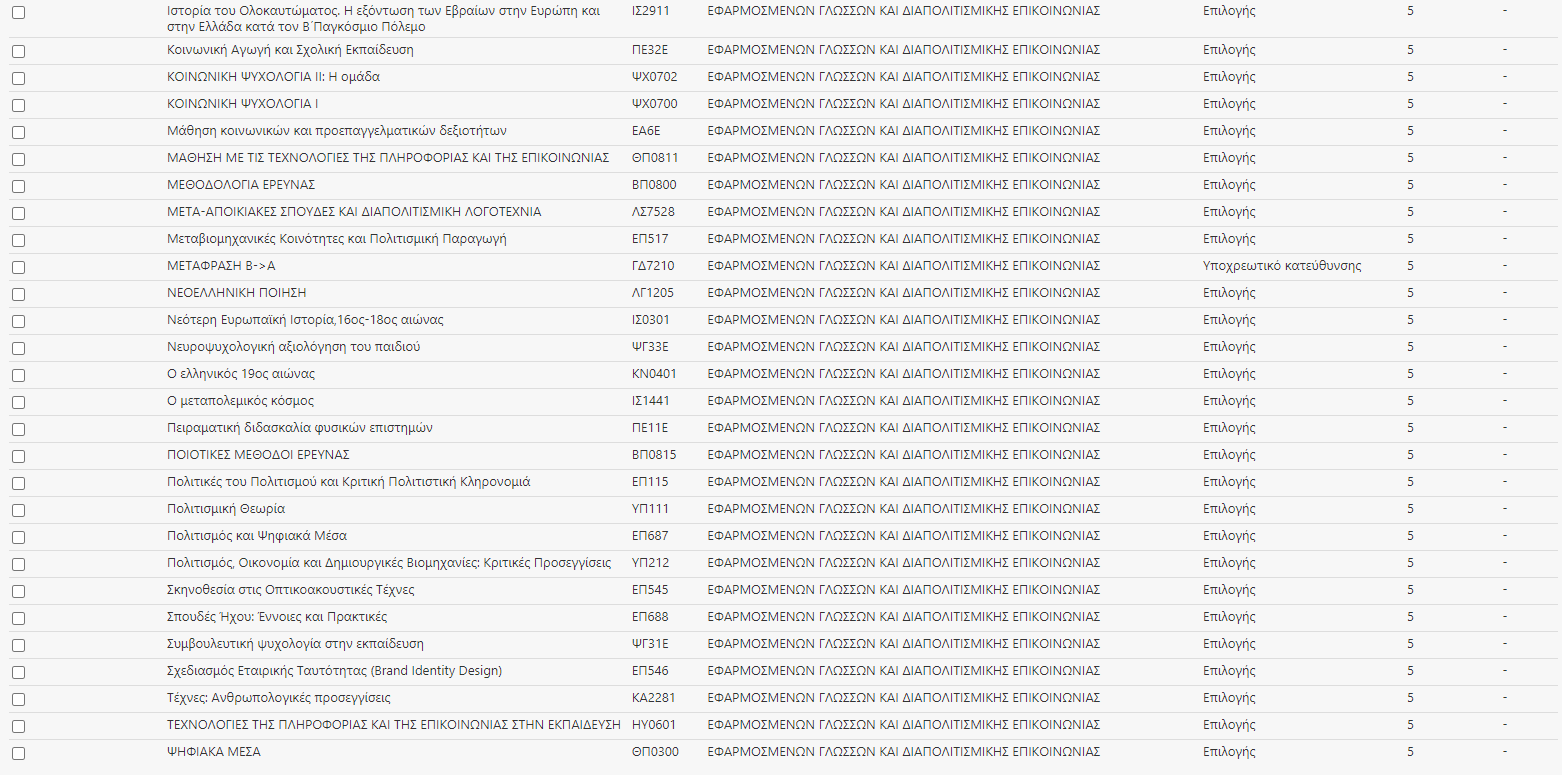 Ιστορία του Ολοκαυτώματος. Η εξόντωση των Εβραίων στην Ευρώπη και ΙΣ2911 ΕΦΑΡΜΟΣΜΕΝΩΝ ΓΛΩΣΣΩΝ ΚΑΙ ΔΙΑΠΟΛΙΤΙΣΜΙΚΗΣ ΕΠΙΚΟΙΝΩΝΙΑΣ Επιλογής 5 -
στην Ελλάδα κατά τον Β΄Παγκόσμιο Πόλεμο
Κοινωνική Αγωγή και Σχολική Εκπαίδευση ΠΕ32Ε ΕΦΑΡΜΟΣΜΕΝΩΝ ΓΛΩΣΣΩΝ ΚΑΙ ΔΙΑΠΟΛΙΤΙΣΜΙΚΗΣ ΕΠΙΚΟΙΝΩΝΙΑΣ Επιλογής 5 -
ΚΟΙΝΩΝΙΚΗ ΨΥΧΟΛΟΓΙΑ ΙΙ: Η ομάδα ΨΧ0702 ΕΦΑΡΜΟΣΜΕΝΩΝ ΓΛΩΣΣΩΝ ΚΑΙ ΔΙΑΠΟΛΙΤΙΣΜΙΚΗΣ ΕΠΙΚΟΙΝΩΝΙΑΣ Επιλογής 5 -
ΚΟΙΝΩΝΙΚΗ ΨΥΧΟΛΟΓΙΑ Ι ΨΧ0700 ΕΦΑΡΜΟΣΜΕΝΩΝ ΓΛΩΣΣΩΝ ΚΑΙ ΔΙΑΠΟΛΙΤΙΣΜΙΚΗΣ ΕΠΙΚΟΙΝΩΝΙΑΣ Επιλογής 5 -
Μάθηση κοινωνικών και προεπαγγελματικών δεξιοτήτων ΕΑ6Ε ΕΦΑΡΜΟΣΜΕΝΩΝ ΓΛΩΣΣΩΝ ΚΑΙ ΔΙΑΠΟΛΙΤΙΣΜΙΚΗΣ ΕΠΙΚΟΙΝΩΝΙΑΣ Επιλογής 5 -
ΜΑΘΗΣΗ ΜΕ ΤΙΣ ΤΕΧΝΟΛΟΓΙΕΣ ΤΗΣ ΠΛΗΡΟΦΟΡΙΑΣ ΚΑΙ ΤΗΣ ΕΠΙΚΟΙΝΩΝΙΑΣ ΘΠ0811 ΕΦΑΡΜΟΣΜΕΝΩΝ ΓΛΩΣΣΩΝ ΚΑΙ ΔΙΑΠΟΛΙΤΙΣΜΙΚΗΣ ΕΠΙΚΟΙΝΩΝΙΑΣ Επιλογής 5 -
ΜΕΘΟΔΟΛΟΓΙΑ ΕΡΕΥΝΑΣ ΒΠ0800 ΕΦΑΡΜΟΣΜΕΝΩΝ ΓΛΩΣΣΩΝ ΚΑΙ ΔΙΑΠΟΛΙΤΙΣΜΙΚΗΣ ΕΠΙΚΟΙΝΩΝΙΑΣ Επιλογής 5 -
ΜΕΤΑ-ΑΠΟΙΚΙΑΚΕΣ ΣΠΟΥΔΕΣ ΚΑΙ ΔΙΑΠΟΛΙΤΙΣΜΙΚΗ ΛΟΓΟΤΕΧΝΙΑ ΛΣ7528 ΕΦΑΡΜΟΣΜΕΝΩΝ ΓΛΩΣΣΩΝ ΚΑΙ ΔΙΑΠΟΛΙΤΙΣΜΙΚΗΣ ΕΠΙΚΟΙΝΩΝΙΑΣ Επιλογής 5 -
Μεταβιομηχανικές Κοινότητες και Πολιτισμική Παραγωγή ΕΠ517 ΕΦΑΡΜΟΣΜΕΝΩΝ ΓΛΩΣΣΩΝ ΚΑΙ ΔΙΑΠΟΛΙΤΙΣΜΙΚΗΣ ΕΠΙΚΟΙΝΩΝΙΑΣ Επιλογής 5 -
ΜΕΤΑΦΡΑΣΗ Β->Α ΓΔ7210 ΕΦΑΡΜΟΣΜΕΝΩΝ ΓΛΩΣΣΩΝ ΚΑΙ ΔΙΑΠΟΛΙΤΙΣΜΙΚΗΣ ΕΠΙΚΟΙΝΩΝΙΑΣ Υποχρεωτικό κατεύθυνσης 5 -
ΝΕΟΕΛΛΗΝΙΚΗ ΠΟΙΗΣΗ ΛΓ1205 ΕΦΑΡΜΟΣΜΕΝΩΝ ΓΛΩΣΣΩΝ ΚΑΙ ΔΙΑΠΟΛΙΤΙΣΜΙΚΗΣ ΕΠΙΚΟΙΝΩΝΙΑΣ Επιλογής 5 -
Νεότερη Ευρωπαϊκή Ιστορία,16ος-18ος αιώνας ΙΣ0301 ΕΦΑΡΜΟΣΜΕΝΩΝ ΓΛΩΣΣΩΝ ΚΑΙ ΔΙΑΠΟΛΙΤΙΣΜΙΚΗΣ ΕΠΙΚΟΙΝΩΝΙΑΣ Επιλογής 5 -
Νευροψυχολογική αξιολόγηση του παιδιού ΨΓ33Ε ΕΦΑΡΜΟΣΜΕΝΩΝ ΓΛΩΣΣΩΝ ΚΑΙ ΔΙΑΠΟΛΙΤΙΣΜΙΚΗΣ ΕΠΙΚΟΙΝΩΝΙΑΣ Επιλογής 5 -
Ο ελληνικός 19ος αιώνας ΚΝ0401 ΕΦΑΡΜΟΣΜΕΝΩΝ ΓΛΩΣΣΩΝ ΚΑΙ ΔΙΑΠΟΛΙΤΙΣΜΙΚΗΣ ΕΠΙΚΟΙΝΩΝΙΑΣ Επιλογής 5 -
Ο μεταπολεμικός κόσμος ΙΣ1441 ΕΦΑΡΜΟΣΜΕΝΩΝ ΓΛΩΣΣΩΝ ΚΑΙ ΔΙΑΠΟΛΙΤΙΣΜΙΚΗΣ ΕΠΙΚΟΙΝΩΝΙΑΣ Επιλογής 5 -
Πειραματική διδασκαλία φυσικών επιστημών ΠΕ11Ε ΕΦΑΡΜΟΣΜΕΝΩΝ ΓΛΩΣΣΩΝ ΚΑΙ ΔΙΑΠΟΛΙΤΙΣΜΙΚΗΣ ΕΠΙΚΟΙΝΩΝΙΑΣ Επιλογής 5 -
ΠΟΙΟΤΙΚΕΣ ΜΕΘΟΔΟΙ ΕΡΕΥΝΑΣ ΒΠ0815 ΕΦΑΡΜΟΣΜΕΝΩΝ ΓΛΩΣΣΩΝ ΚΑΙ ΔΙΑΠΟΛΙΤΙΣΜΙΚΗΣ ΕΠΙΚΟΙΝΩΝΙΑΣ Επιλογής 5 -
Πολιτικές του Πολιτισμού και Κριτική Πολιτιστική Κληρονομιά ΕΠ115 ΕΦΑΡΜΟΣΜΕΝΩΝ ΓΛΩΣΣΩΝ ΚΑΙ ΔΙΑΠΟΛΙΤΙΣΜΙΚΗΣ ΕΠΙΚΟΙΝΩΝΙΑΣ Επιλογής 5 -
Πολιτισμική Θεωρία ΥΠ111 ΕΦΑΡΜΟΣΜΕΝΩΝ ΓΛΩΣΣΩΝ ΚΑΙ ΔΙΑΠΟΛΙΤΙΣΜΙΚΗΣ ΕΠΙΚΟΙΝΩΝΙΑΣ Επιλογής 5 -
Πολιτισμός και Ψηφιακά Μέσα ΕΠ687 ΕΦΑΡΜΟΣΜΕΝΩΝ ΓΛΩΣΣΩΝ ΚΑΙ ΔΙΑΠΟΛΙΤΙΣΜΙΚΗΣ ΕΠΙΚΟΙΝΩΝΙΑΣ Επιλογής 5 -
Πολιτισμός, Οικονομία και Δημιουργικές Βιομηχανίες: Κριτικές Προσεγγίσεις ΥΠ212 ΕΦΑΡΜΟΣΜΕΝΩΝ ΓΛΩΣΣΩΝ ΚΑΙ ΔΙΑΠΟΛΙΤΙΣΜΙΚΗΣ ΕΠΙΚΟΙΝΩΝΙΑΣ Επιλογής 5 -
Σκηνοθεσία στις Οπτικοακουστικές Τέχνες ΕΠ545 ΕΦΑΡΜΟΣΜΕΝΩΝ ΓΛΩΣΣΩΝ ΚΑΙ ΔΙΑΠΟΛΙΤΙΣΜΙΚΗΣ ΕΠΙΚΟΙΝΩΝΙΑΣ Επιλογής 5 -
Σπουδές Ήχου: Έννοιες και Πρακτικές ΕΠ688 ΕΦΑΡΜΟΣΜΕΝΩΝ ΓΛΩΣΣΩΝ ΚΑΙ ΔΙΑΠΟΛΙΤΙΣΜΙΚΗΣ ΕΠΙΚΟΙΝΩΝΙΑΣ Επιλογής 5 -
Συμβουλευτική ψυχολογία στην εκπαίδευση ΨΓ31Ε ΕΦΑΡΜΟΣΜΕΝΩΝ ΓΛΩΣΣΩΝ ΚΑΙ ΔΙΑΠΟΛΙΤΙΣΜΙΚΗΣ ΕΠΙΚΟΙΝΩΝΙΑΣ Επιλογής 5 -
Σχεδιασμός Εταιρικής Ταυτότητας (Brand Identity Design) ΕΠ546 ΕΦΑΡΜΟΣΜΕΝΩΝ ΓΛΩΣΣΩΝ ΚΑΙ ΔΙΑΠΟΛΙΤΙΣΜΙΚΗΣ ΕΠΙΚΟΙΝΩΝΙΑΣ Επιλογής 5 -
Τέχνες: Ανθρωπολογικές προσεγγίσεις ΚΑ2281 ΕΦΑΡΜΟΣΜΕΝΩΝ ΓΛΩΣΣΩΝ ΚΑΙ ΔΙΑΠΟΛΙΤΙΣΜΙΚΗΣ ΕΠΙΚΟΙΝΩΝΙΑΣ Επιλογής 5 -
ΤΕΧΝΟΛΟΓΙΕΣ ΤΗΣ ΠΛΗΡΟΦΟΡΙΑΣ ΚΑΙ ΤΗΣ ΕΠΙΚΟΙΝΩΝΙΑΣ ΣΤΗΝ ΕΚΠΑΙΔΕΥΣΗ ΗΥ0601 ΕΦΑΡΜΟΣΜΕΝΩΝ ΓΛΩΣΣΩΝ ΚΑΙ ΔΙΑΠΟΛΙΤΙΣΜΙΚΗΣ ΕΠΙΚΟΙΝΩΝΙΑΣ Επιλογής 5 -
ΨΗΦΙΑΚΑ ΜΕΣΑ ΘΠ0300 ΕΦΑΡΜΟΣΜΕΝΩΝ ΓΛΩΣΣΩΝ ΚΑΙ ΔΙΑΠΟΛΙΤΙΣΜΙΚΗΣ ΕΠΙΚΟΙΝΩΝΙΑΣ Επιλογής 5 -